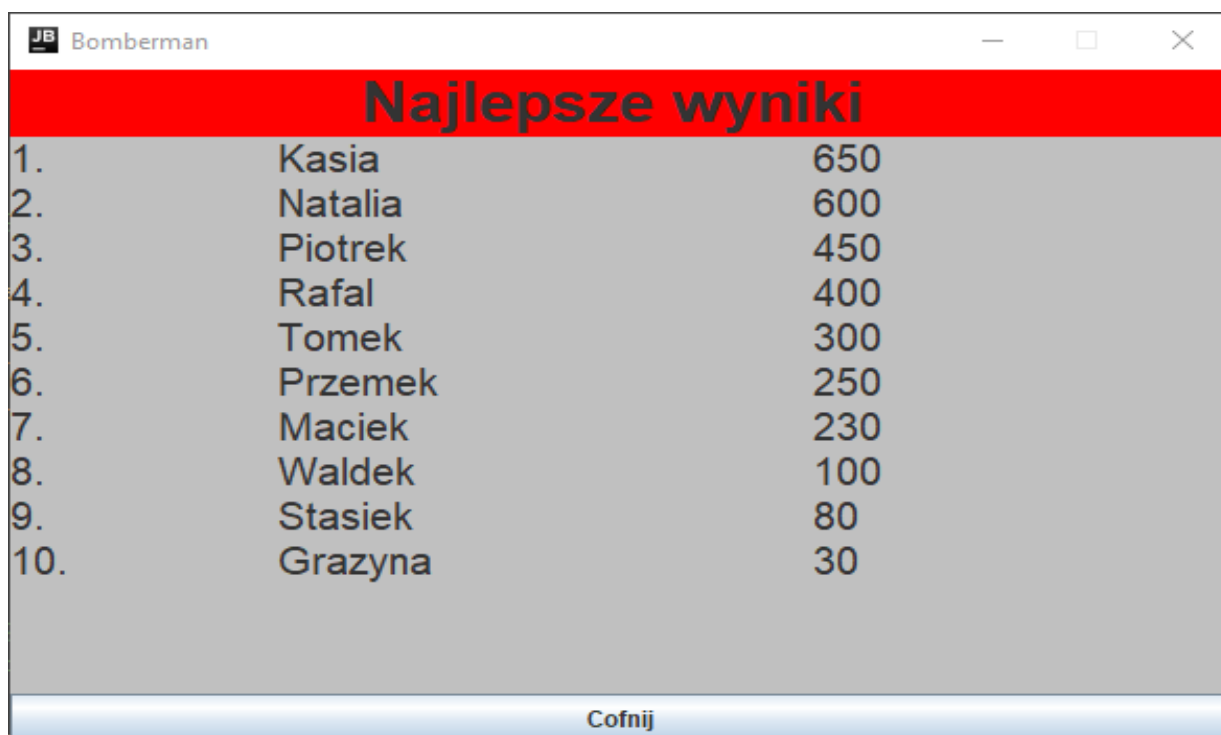 JB Bomberman
Najlepsze wyniki
1. Kasia 650
2. Natalia 600
3. Piotrek 450
4. Rafal 400
5. Tomek 300
6. Przemek 250
7. Maciek 230
8. Waldek 100
9. Stasiek 80
10. Grazyna 30
Cofnij